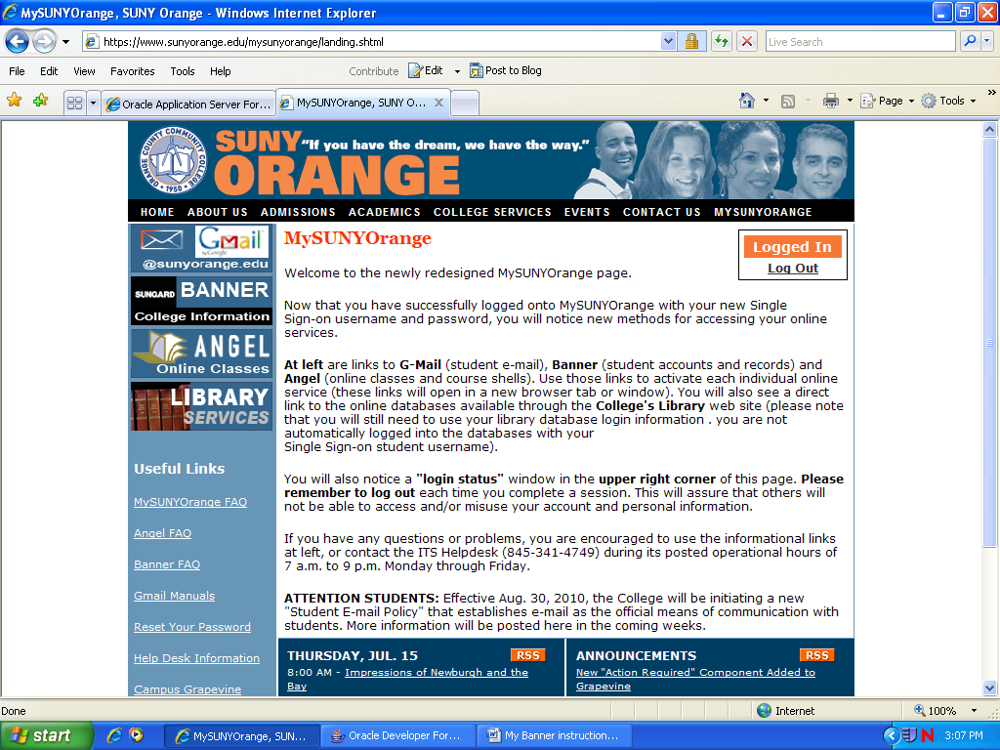 MySUNYOrange, SUNY Orange - Windows Internet Explorer
https://www.sunyorange.edu/mysunyorange/landing.shtml
Live Search
File Edit View Favorites Tools Help
Contribute Edit Post to Blog
Oracle Application Server For...
MySUNYOrange, SUNY O...
Page Tools
ORANGE COUNTY COMMUNITY COLLEGE
1950
SUNY
ORANGE
“If you have the dream, we have the way.”
HOME ABOUT US ADMISSIONS ACADEMICS COLLEGE SERVICES EVENTS CONTACT US MYSUNYORANGE
Gmail
by Google
@sunyorange.edu
SUNGARD BANNER
College Information
ANGEL
Online Classes
LIBRARY
SERVICES
Useful Links
MySUNYOrange FAQ
Angel FAQ
Banner FAQ
Gmail Manuals
Reset Your Password
Help Desk Information
Campus Grapevine
MySUNYOrange
Logged In
Log Out
Welcome to the newly redesigned MySUNYOrange page.
Now that you have successfully logged onto MySUNYOrange with your new Single
Sign-on username and password, you will notice new methods for accessing your online
services.
At left are links to G-Mail (student e-mail), Banner (student accounts and records) and
Angel (online classes and course shells). Use those links to activate each individual online
service (these links will open in a new browser tab or window). You will also see a direct
link to the online databases available through the College's Library web site (please note
that you will still need to use your library database login information . you are not
automatically logged into the databases with your
Single Sign-on student username).
You will also notice a "login status" window in the upper right corner of this page. Please
remember to log out each time you complete a session. This will assure that others will
not be able to access and/or misuse your account and personal information.
If you have any questions or problems, you are encouraged to use the informational links
at left, or contact the ITS Helpdesk (845-341-4749) during its posted operational hours of
7 a.m. to 9 p.m. Monday through Friday.
ATTENTION STUDENTS: Effective Aug. 30, 2010, the College will be initiating a new
"Student E-mail Policy" that establishes e-mail as the official means of communication with
students. More information will be posted here in the coming weeks.
THURSDAY, JUL. 15 RSS
8:00 AM - Impressions of Newburgh and the
Bay
ANNOUNCEMENTS RSS
New "Action Required" Component Added to
Grapevine
Done
Internet
100%
start
MySUNYOrange, SUN...
Oracle Developer For...
My Banner instruction...
3:07 PM